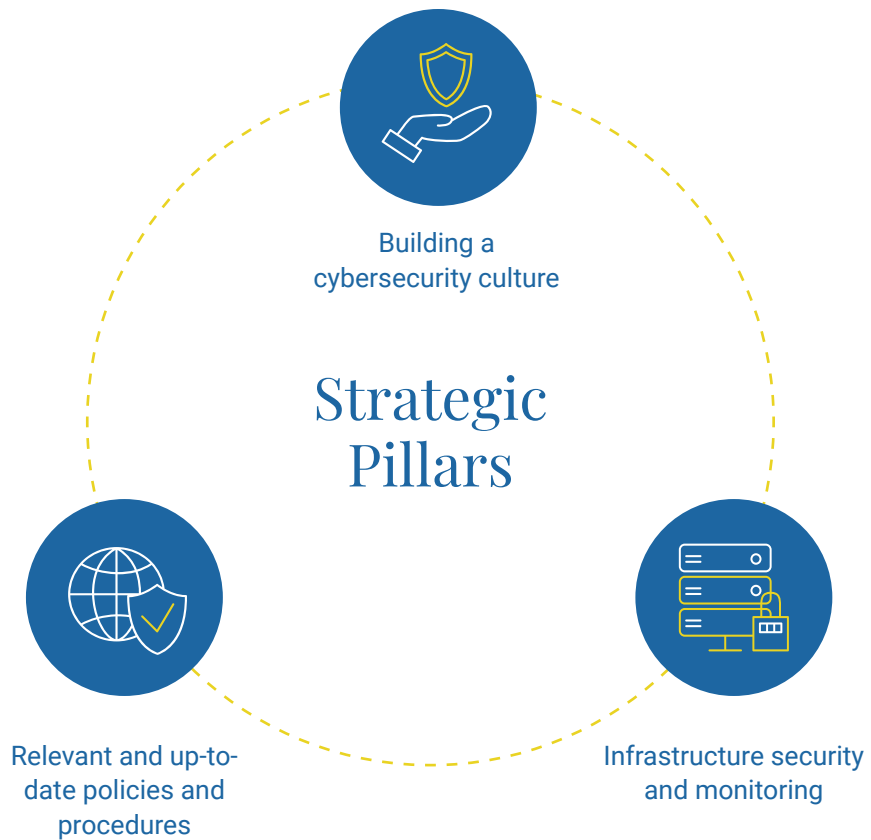 Building a
cybersecurity culture
Strategic
Pillars
Relevant and up-to-
date policies and
procedures
Infrastructure security
and monitoring